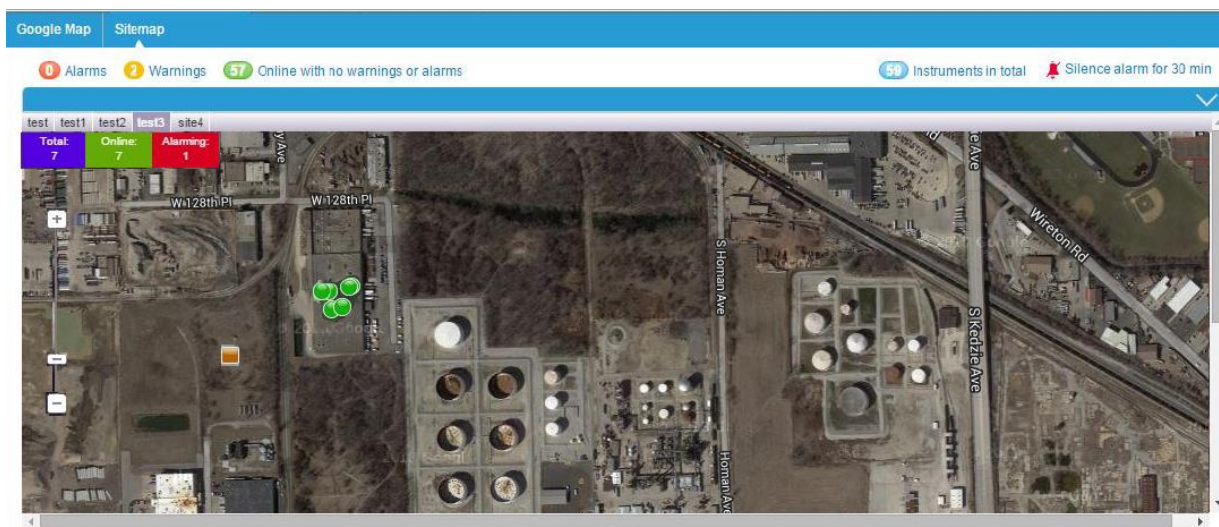 Google Map Sitemap
0 Alarms 2 Warnings 57 Online with no warnings or alarms 59 Instruments in total Silence alarm for 30 min
test test1 test2 test3 site4
Total: Online: Alarming:
7 7 1
W 128th Pl W 128th Pl
Wireton Rd
S Homan Ave
S Kedzie Ave
Homan Ave